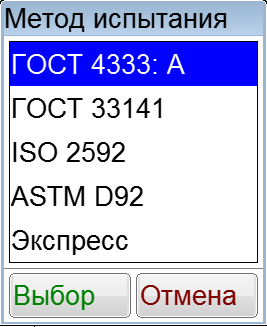 Метод испытания
ГОСТ 4333: А
ГОСТ 33141
ISO 2592
ASTM D92
Экспресс
Выбор Отмена